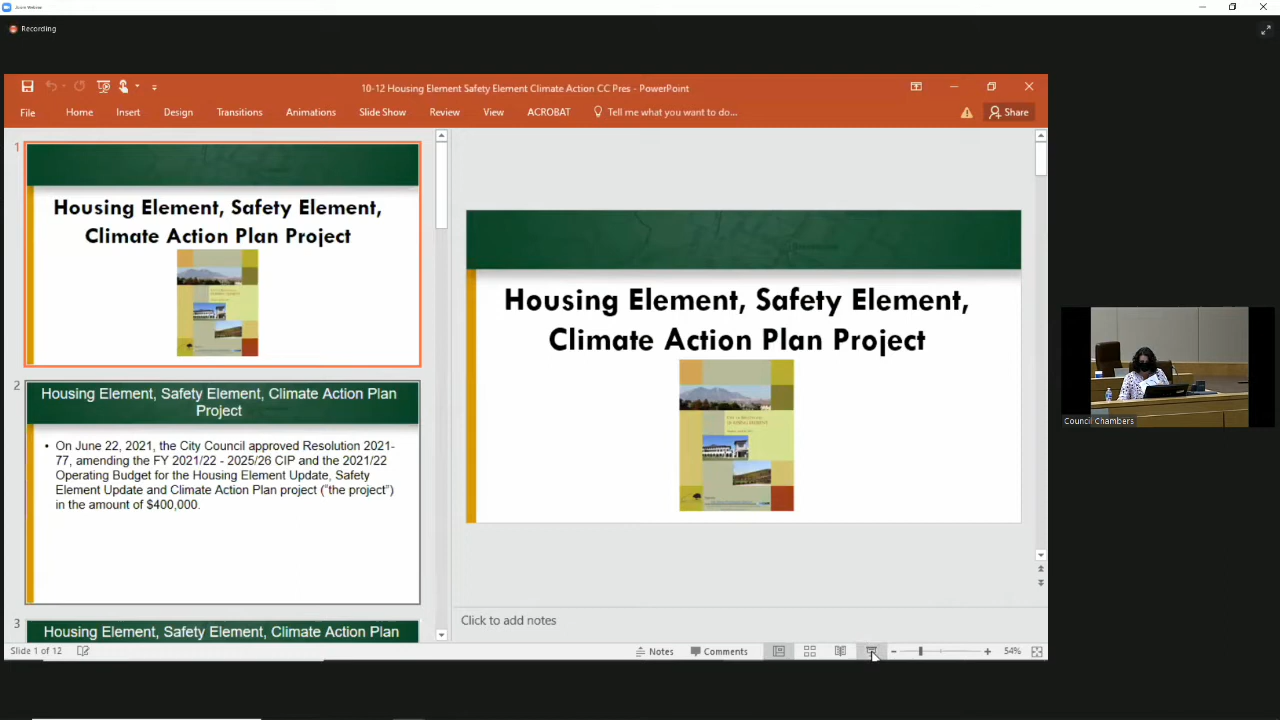 Zoom Webinar
Recording
10-12 Housing Element Safety Element Climate Action CC Pres - PowerPoint
File Home Insert Design Transitions Animations Slide Show Review View ACROBAT Tell me what you want to do... Share
1
Housing Element, Safety Element,
Climate Action Plan Project
2
Housing Element, Safety Element, Climate Action Plan
Project
• On June 22, 2021, the City Council approved Resolution 2021-
77, amending the FY 2021/22 - 2025/26 CIP and the 2021/22
Operating Budget for the Housing Element Update, Safety
Element Update and Climate Action Plan project ("the project")
in the amount of $400,000.
3
Housing Element, Safety Element, Climate Action Plan
Housing Element, Safety Element,
Climate Action Plan Project
Click to add notes
Council Chambers
Slide 1 of 12 Notes Comments 54%